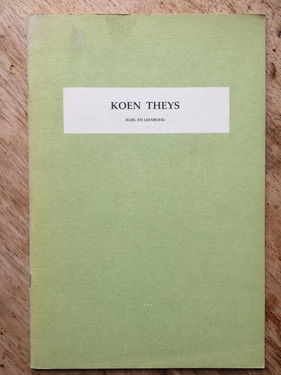 KOEN THEYS
(KIJK- EN LEESBOEK)